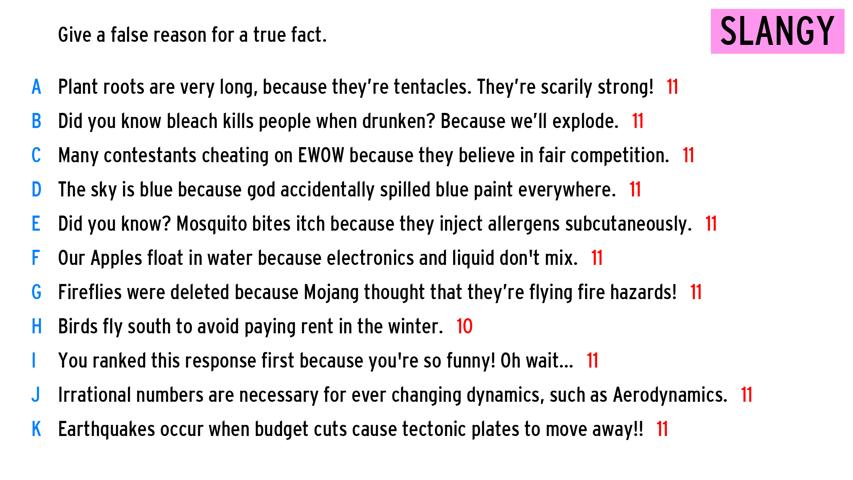 Give a false reason for a true fact.
SLANGY
A Plant roots are very long, because they’re tentacles. They’re scarily strong! 11
B Did you know bleach kills people when drunken? Because we’ll explode. 11
C Many contestants cheating on EWOW because they believe in fair competition. 11
D The sky is blue because god accidentally spilled blue paint everywhere. 11
E Did you know? Mosquito bites itch because they inject allergens subcutaneously. 11
F Our Apples float in water because electronics and liquid don't mix. 11
G Fireflies were deleted because Mojang thought that they’re flying fire hazards! 11
H Birds fly south to avoid paying rent in the winter. 10
I You ranked this response first because you're so funny! Oh wait... 11
J Irrational numbers are necessary for ever changing dynamics, such as Aerodynamics. 11
K Earthquakes occur when budget cuts cause tectonic plates to move away!! 11